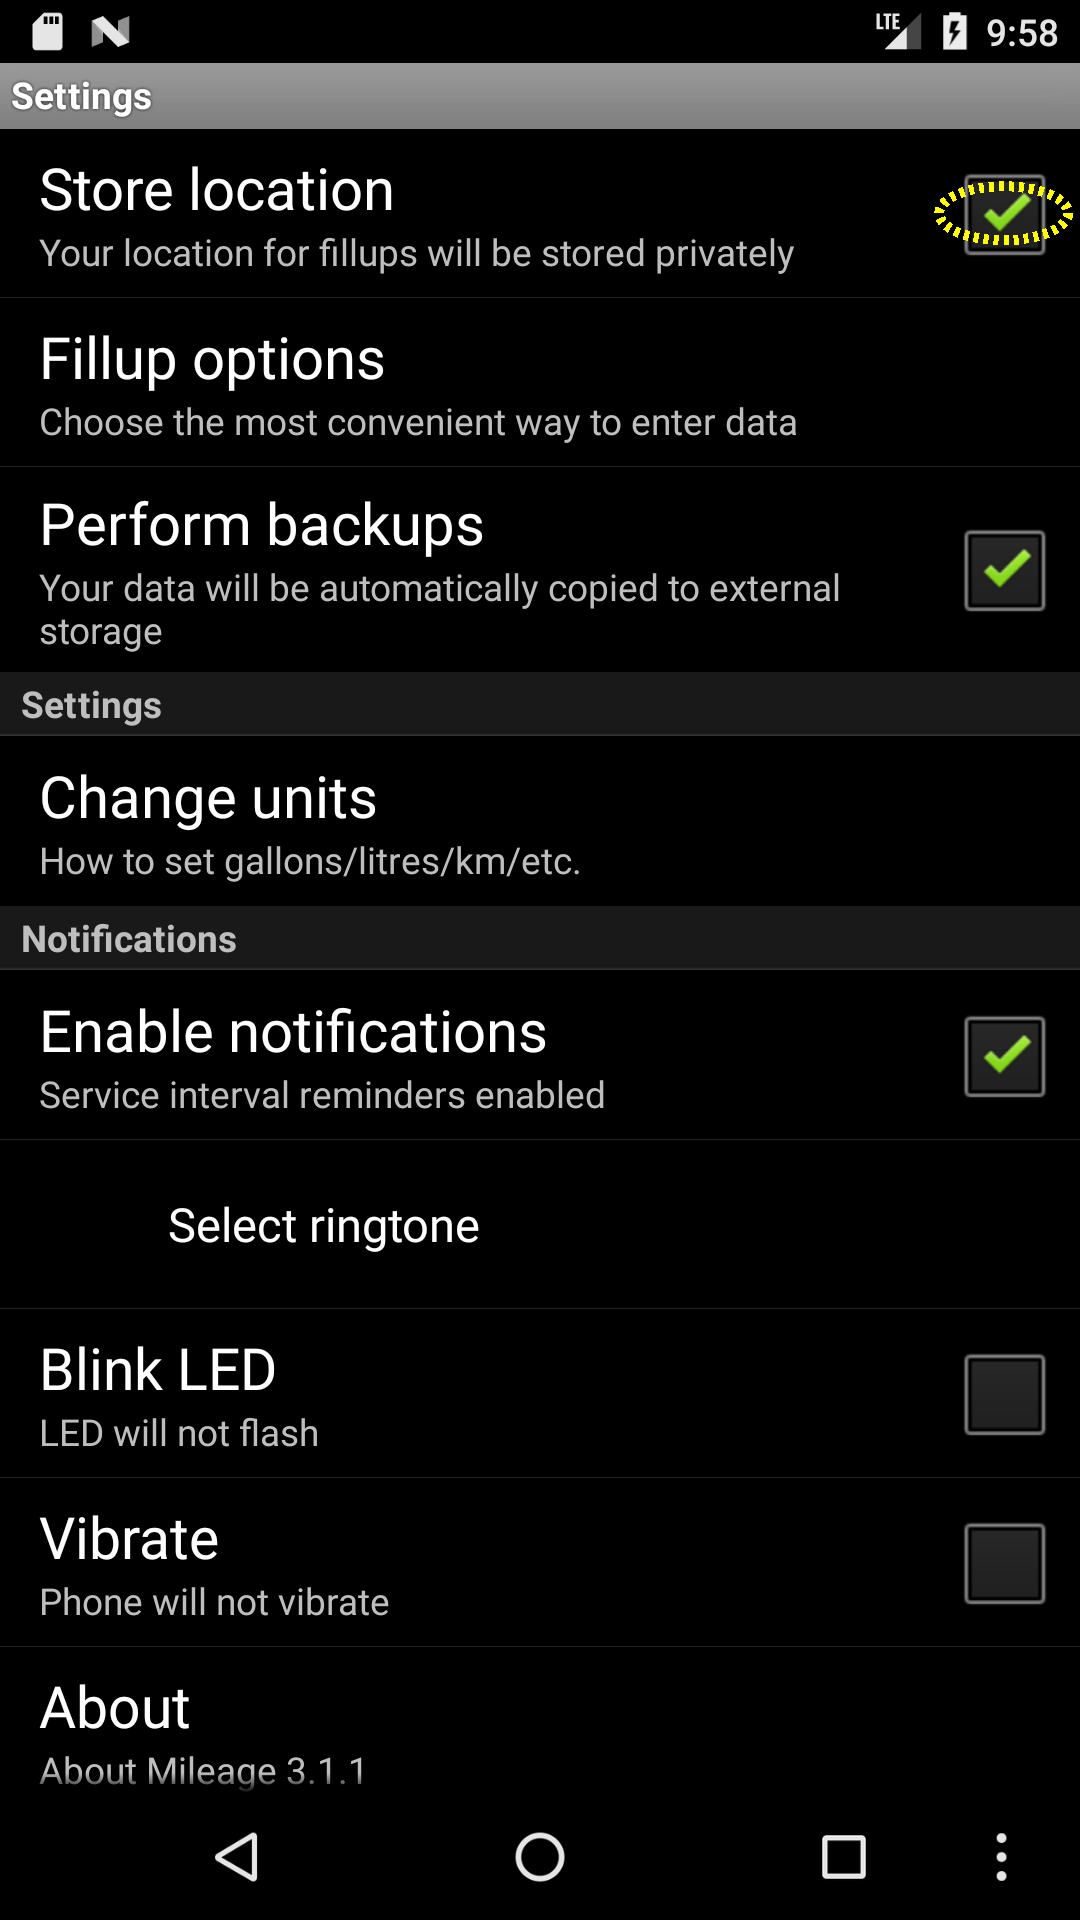 LTE 9:58
Settings
Store location
Your location for fillups will be stored privately
Fillup options
Choose the most convenient way to enter data
Perform backups
Your data will be automatically copied to external
storage
Settings
Change units
How to set gallons/litres/km/etc.
Notifications
Enable notifications
Service interval reminders enabled
Select ringtone
Blink LED
LED will not flash
Vibrate
Phone will not vibrate
About
About Mileage 3.1.1